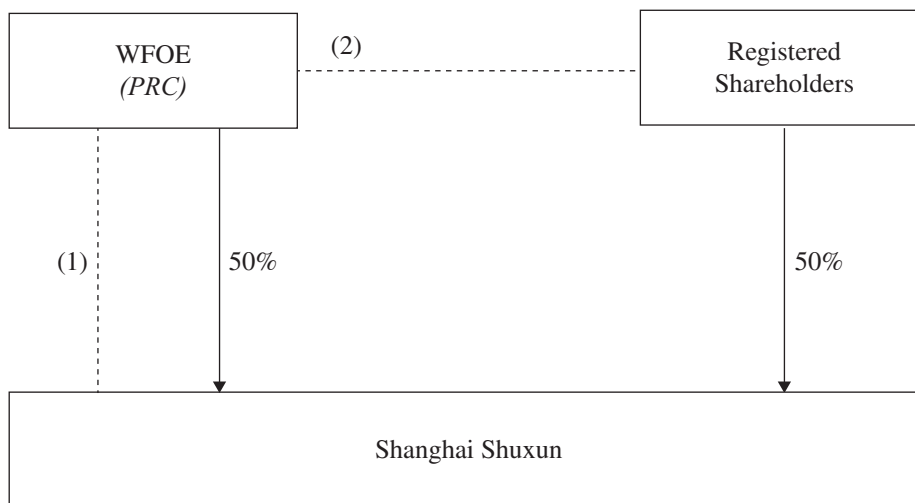 WFOE
(PRC)
(2)
Registered
Shareholders
(1)
50%
50%
Shanghai Shuxun